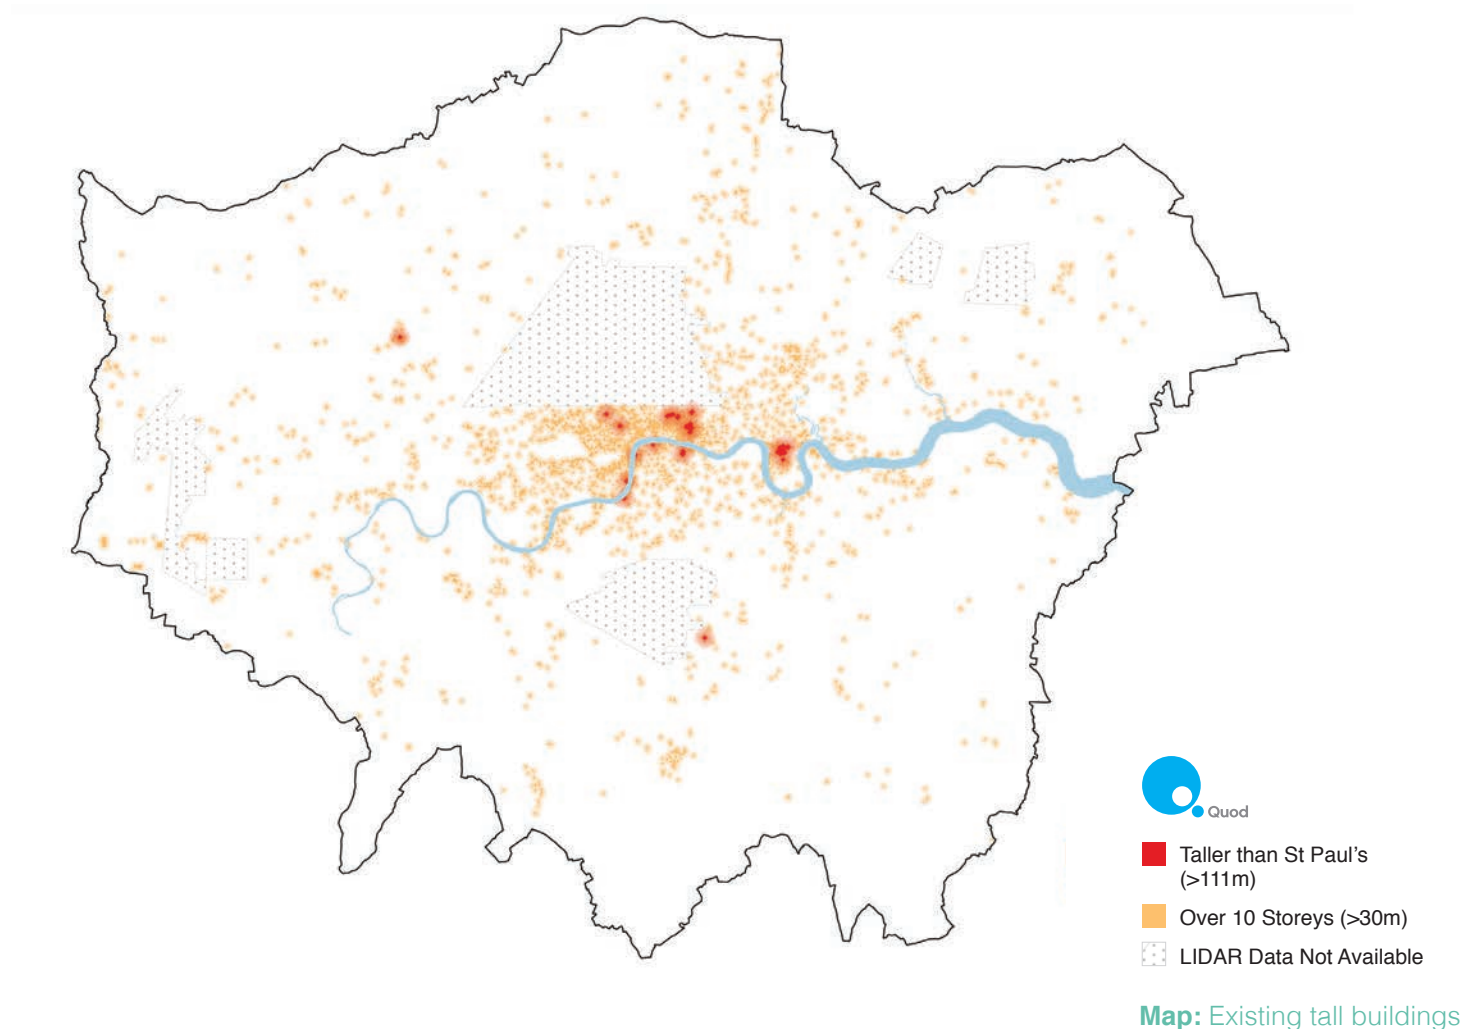 Quod
Taller than St Paul's
(>111m)
Over 10 Storeys (>30m)
LIDAR Data Not Available
Map: Existing tall buildings